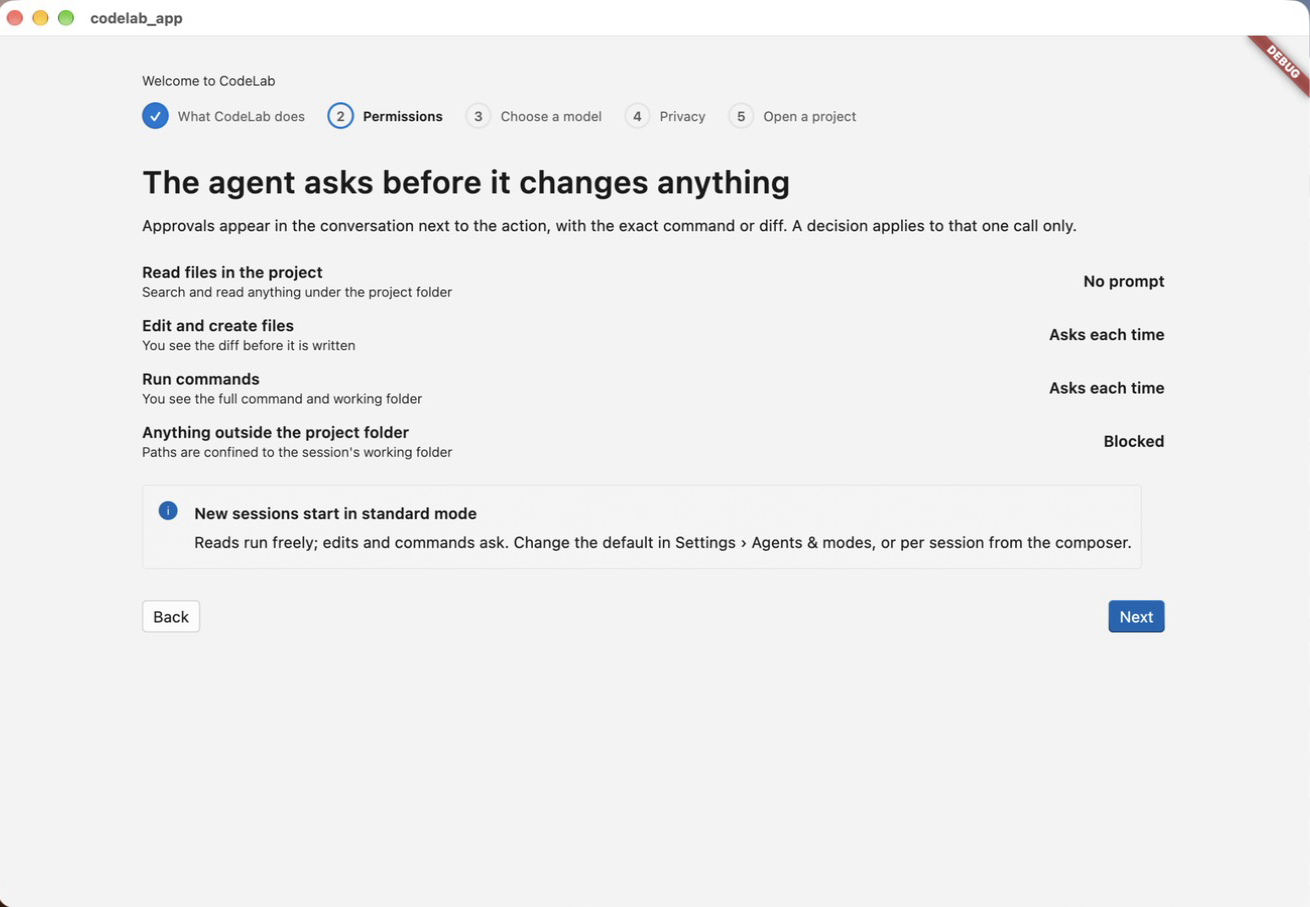 codelab_app
DEBUG
Welcome to CodeLab
What CodeLab does 2 Permissions 3 Choose a model 4 Privacy 5 Open a project
The agent asks before it changes anything
Approvals appear in the conversation next to the action, with the exact command or diff. A decision applies to that one call only.
Read files in the project
Search and read anything under the project folder
No prompt
Edit and create files
You see the diff before it is written
Asks each time
Run commands
You see the full command and working folder
Asks each time
Anything outside the project folder
Paths are confined to the session's working folder
Blocked
i
New sessions start in standard mode
Reads run freely; edits and commands ask. Change the default in Settings › Agents & modes, or per session from the composer.
Back
Next